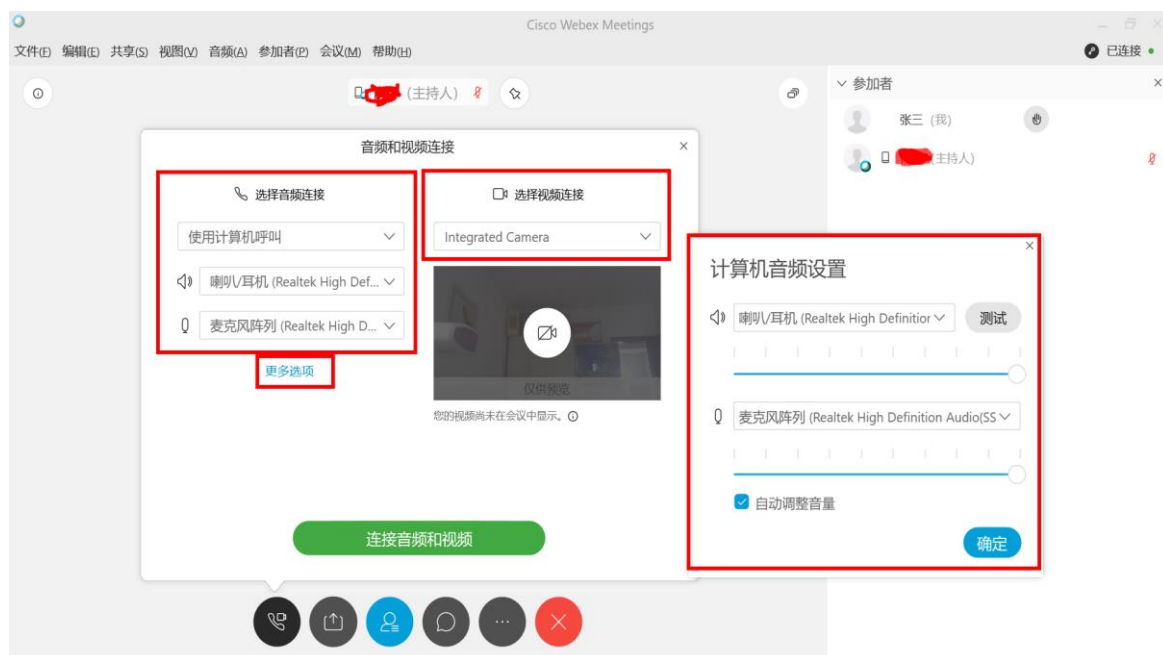 Cisco Webex Meetings
文件(F) 编辑(E) 共享(S) 视图(V) 音频(A) 参加者(P) 会议(M) 帮助(H)
已连接
(主持人)
参加者
张三 (我)
(主持人)
音频和视频连接
选择音频连接
选择视频连接
使用计算机呼叫
Integrated Camera
喇叭/耳机 (Realtek High Def...
麦克风阵列 (Realtek High D...
更多选项
仅供预览
您的视频尚未在会议中显示。
连接音频和视频
计算机音频设置
喇叭/耳机 (Realtek High Definition
测试
麦克风阵列 (Realtek High Definition Audio(SS
自动调整音量
确定